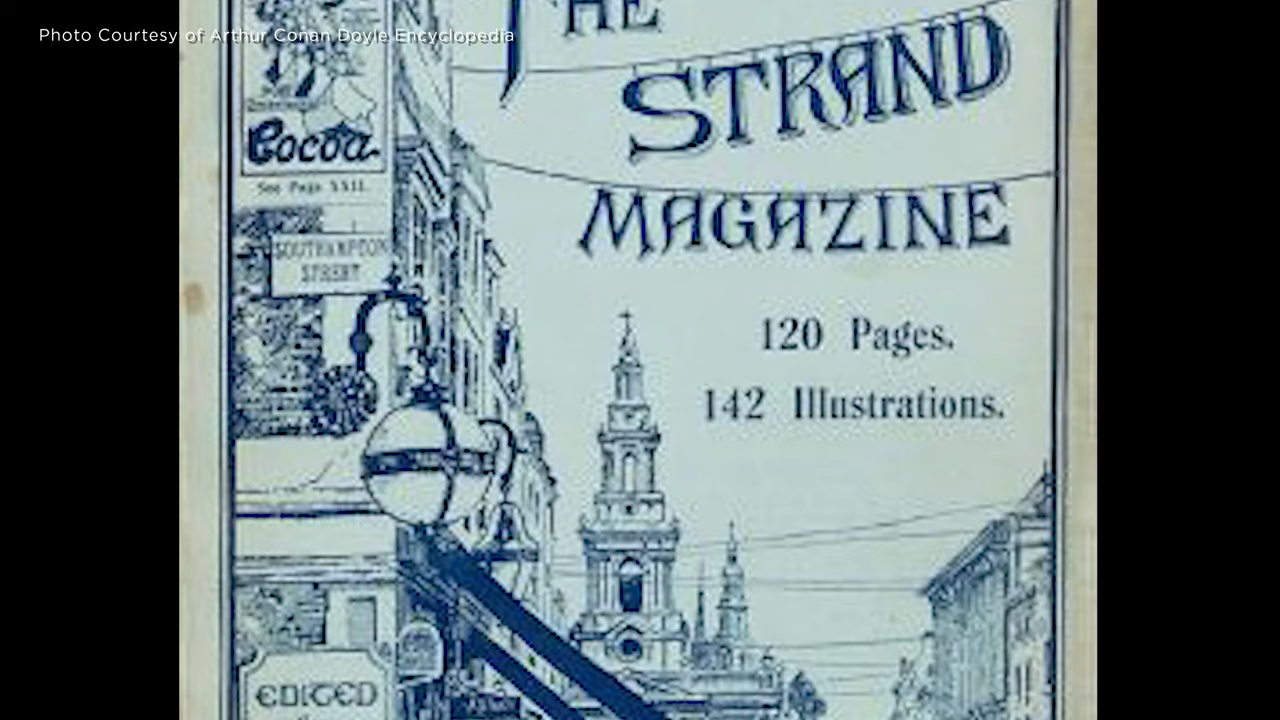 Photo Courtesy of Arthur Conan Doyle Encyclopedia
THE
STRAND
MAGAZINE
Cocoa
See Page XXII.
SOUTHAMPTON
STREET
120 Pages.
142 Illustrations.
EDITED